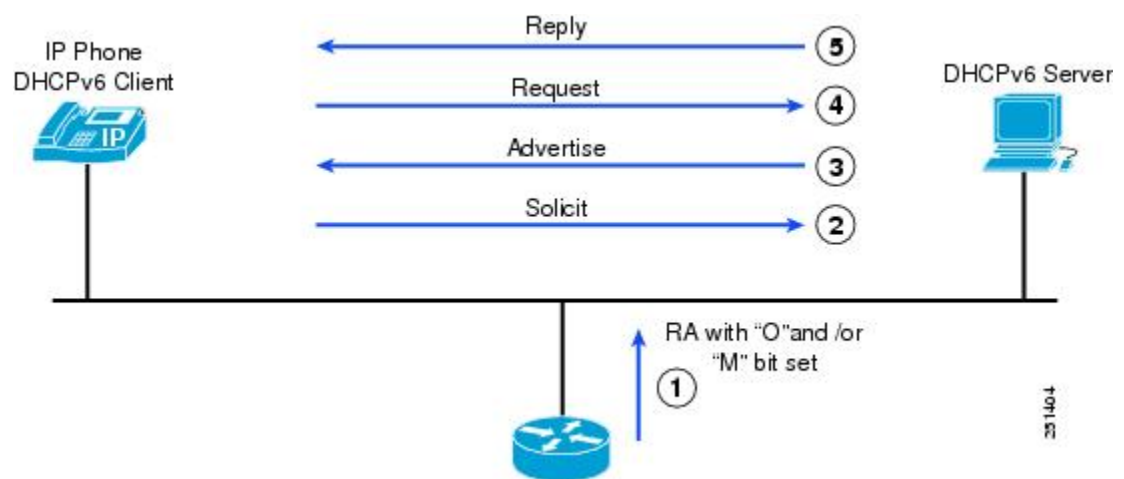 Reply
5
IP Phone
DHCPv6 Client
IP
Request
4
DHCPv6 Server
Advertise
3
Solicit
2
RA with “O”and /or
“M” bit set
1
251404